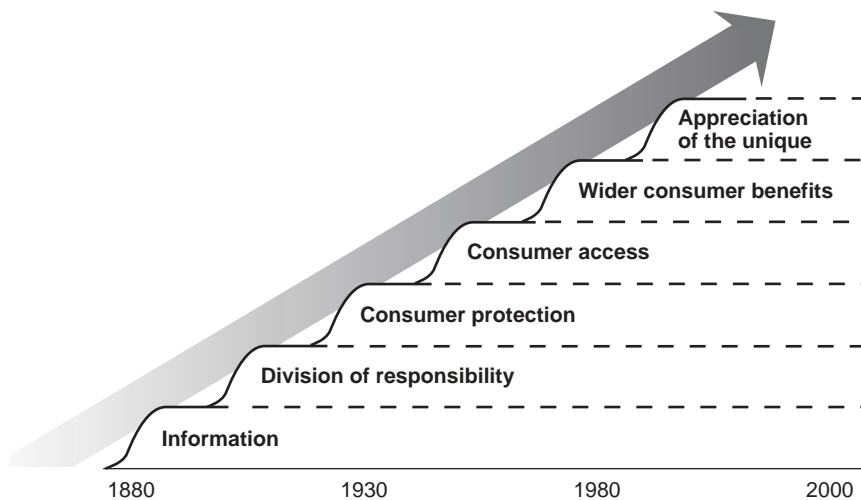 Appreciation
of the unique
Wider consumer benefits
Consumer access
Consumer protection
Division of responsibility
Information
1880 1930 1980 2000